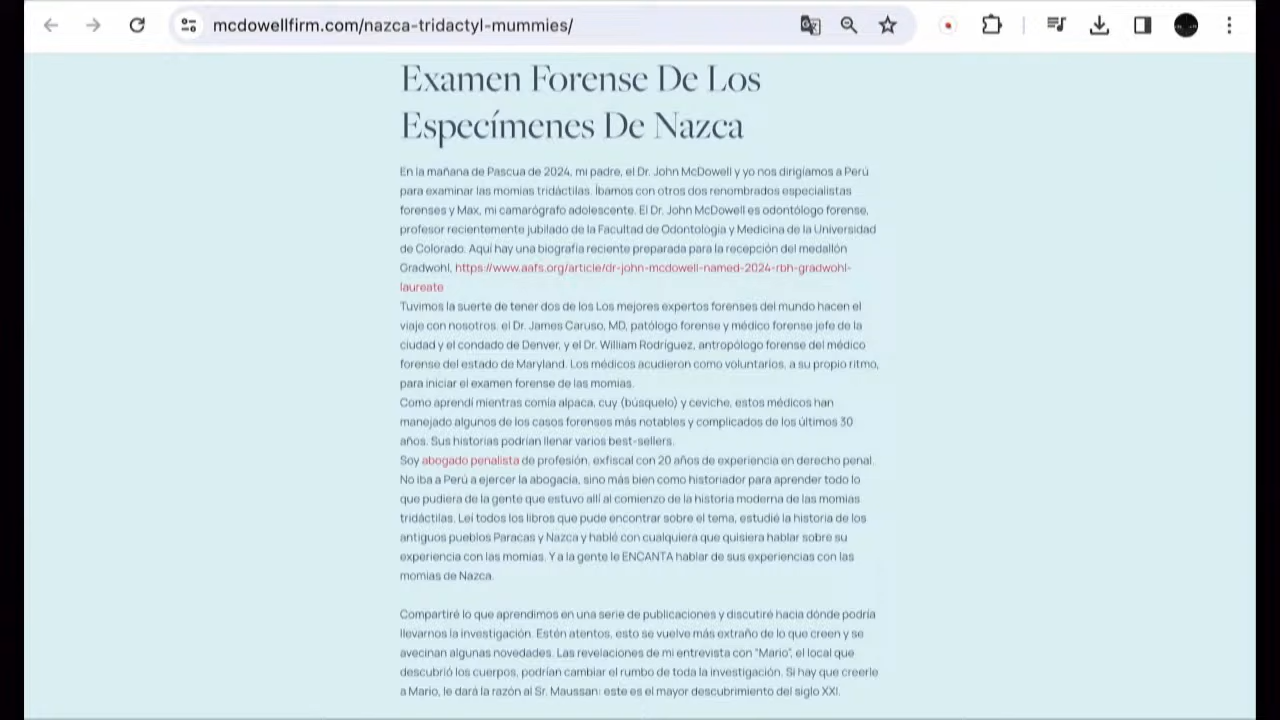 mcdowellfirm.com/nazca-tridactyl-mummies/
Examen Forense De Los
Especímenes De Nazca
En la mañana de Pascua de 2024, mi padre, el Dr. John McDowell y yo nos dirigíamos a Perú
para examinar las momias tridáctilas. Íbamos con otros dos renombrados especialistas
forenses y Max, mi camarógrafo adolescente. El Dr. John McDowell es odontólogo forense,
profesor recientemente jubilado de la Facultad de Odontología y Medicina de la Universidad
de Colorado. Aquí hay una biografía reciente preparada para la recepción del medallón
Gradwohl, https://www.aafs.org/article/dr-john-mcdowell-named-2024-rbh-gradwohl-
laureate
Tuvimos la suerte de tener dos de los Los mejores expertos forenses del mundo hacen el
viaje con nosotros. el Dr. James Caruso, MD, patólogo forense y médico forense jefe de la
ciudad y el condado de Denver, y el Dr. William Rodríguez, antropólogo forense del médico
forense del estado de Maryland. Los médicos acudieron como voluntarios, a su propio ritmo,
para iniciar el examen forense de las momias.
Como aprendí mientras comía alpaca, cuy (búsquelo) y ceviche, estos médicos han
manejado algunos de los casos forenses más notables y complicados de los últimos 30
años. Sus historias podrían llenar varios best-sellers.
Soy abogado penalista de profesión, exfiscal con 20 años de experiencia en derecho penal.
No iba a Perú a ejercer la abogacía, sino más bien como historiador para aprender todo lo
que pudiera de la gente que estuvo allí al comienzo de la historia moderna de las momias
tridáctilas. Leí todos los libros que pude encontrar sobre el tema, estudié la historia de los
antiguos pueblos Paracas y Nazca y hablé con cualquiera que quisiera hablar sobre su
experiencia con las momias. Y a la gente le ENCANTA hablar de sus experiencias con las
momias de Nazca.
Compartiré lo que aprendimos en una serie de publicaciones y discutiré hacia dónde podría
llevarnos la investigación. Estén atentos, esto se vuelve más extraño de lo que creen y se
avecinan algunas novedades. Las revelaciones de mi entrevista con "Mario", el local que
descubrió los cuerpos, podrían cambiar el rumbo de toda la investigación. Si hay que creerle
a Mario, le dará la razón al Sr. Maussan: este es el mayor descubrimiento del siglo XXI.